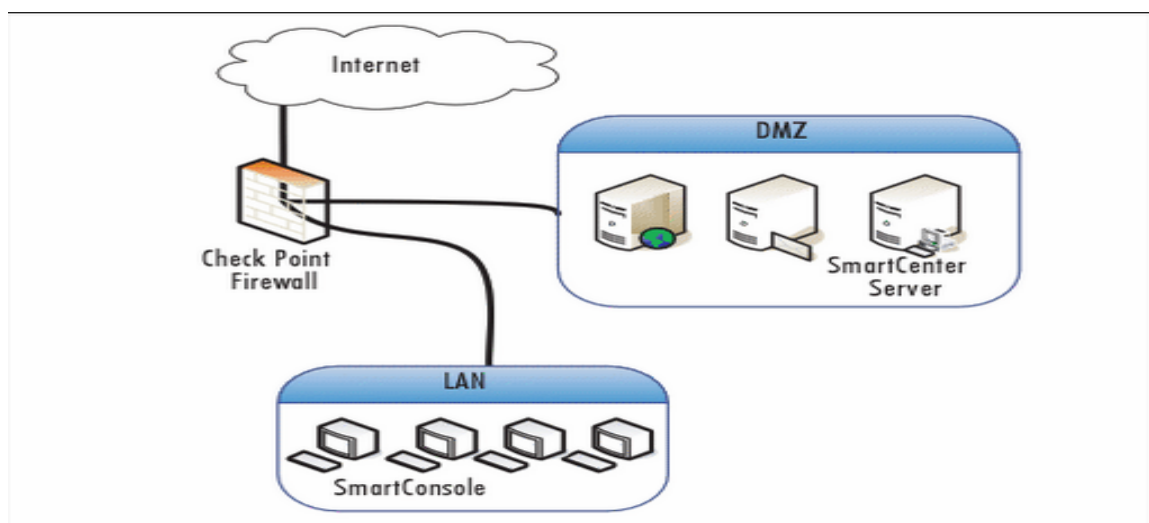 Internet
DMZ
Check Point
Firewall
SmartCenter
Server
LAN
SmartConsole